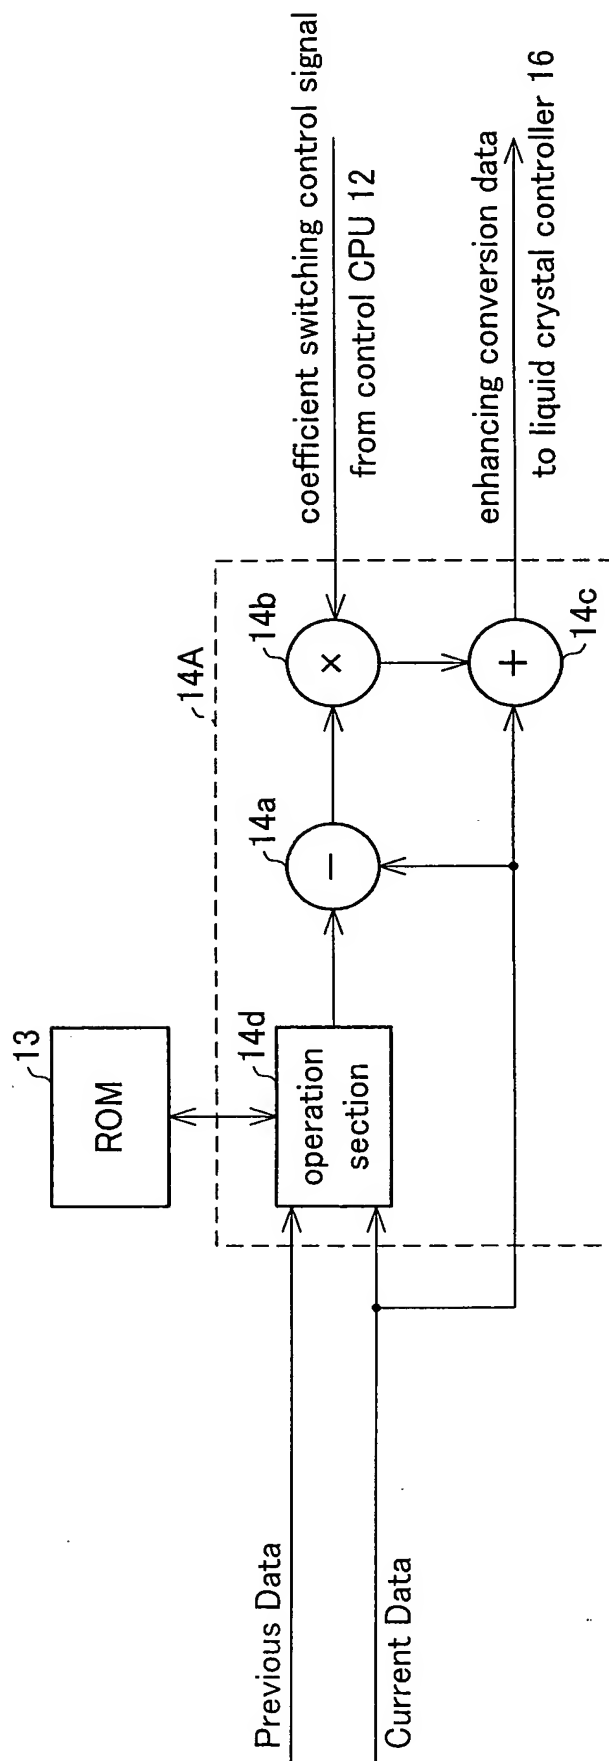 13
ROM
14A
14d
operation
section
14a
−
14b
×
14c
+
coefficient switching control signal
from control CPU 12
enhancing conversion data
to liquid crystal controller 16
Previous Data
Current Data